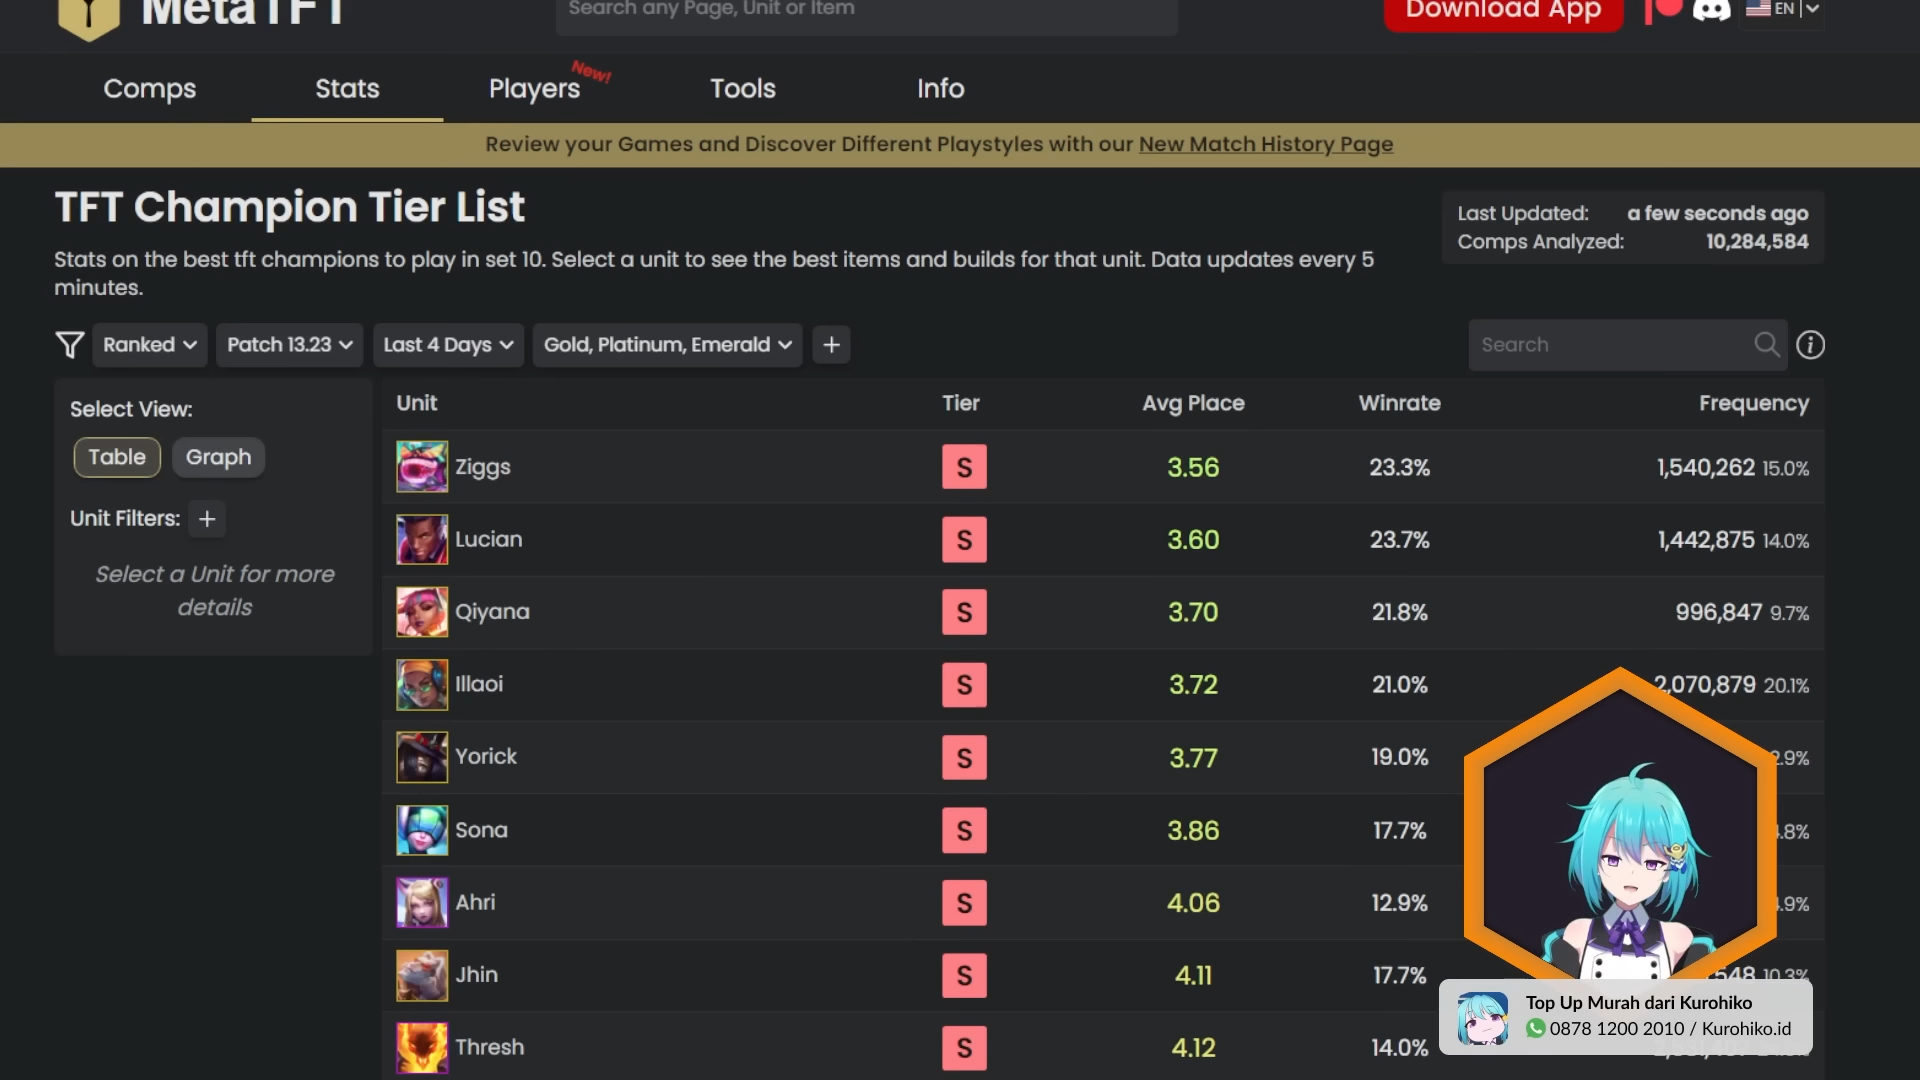 MetaTFT
Search any Page, Unit or Item
Download App
EN
Comps
Stats
Players
New!
Tools
Info
Review your Games and Discover Different Playstyles with our New Match History Page
TFT Champion Tier List
Stats on the best tft champions to play in set 10. Select a unit to see the best items and builds for that unit. Data updates every 5
minutes.
Last Updated: a few seconds ago
Comps Analyzed: 10,284,584
Ranked
Patch 13.23
Last 4 Days
Gold, Platinum, Emerald
+
Search
Select View:
Table
Graph
Unit Filters: +
Select a Unit for more
details
Unit Tier Avg Place Winrate Frequency
Ziggs S 3.56 23.3% 1,540,262 15.0%
Lucian S 3.60 23.7% 1,442,875 14.0%
Qiyana S 3.70 21.8% 996,847 9.7%
Illaoi S 3.72 21.0% 2,070,879 20.1%
Yorick S 3.77 19.0%
Sona S 3.86 17.7%
Ahri S 4.06 12.9%
Jhin S 4.11 17.7% 10.3%
Thresh S 4.12 14.0%
Top Up Murah dari Kurohiko
0878 1200 2010 / Kurohiko.id